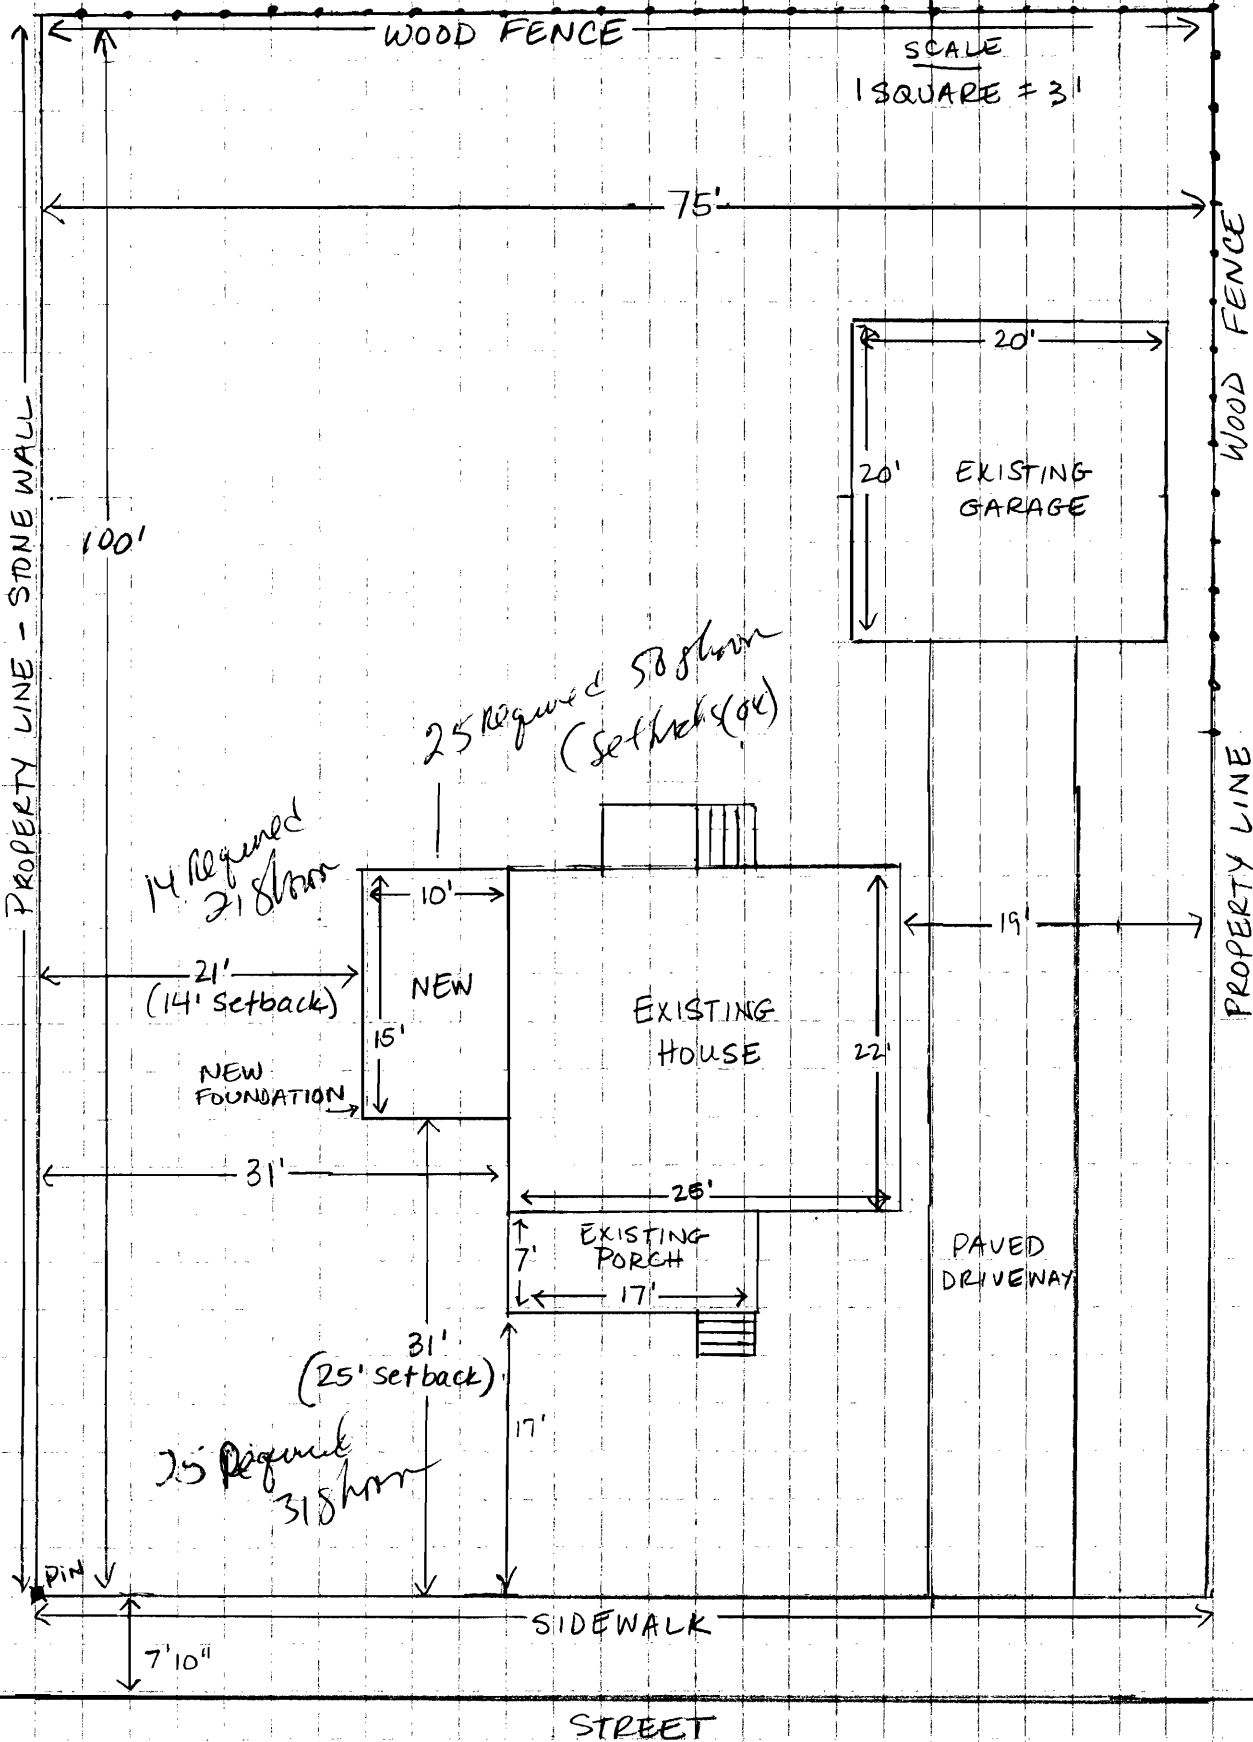 WOOD FENCE
SCALE
1 SQUARE = 3'
75'
WOOD FENCE
20'
20'
EXISTING
GARAGE
PROPERTY LINE - STONE WALL
100'
25 Required 58 shown
(Setbacks (OK)
14 Required
21 Shown
10'
19'
PROPERTY LINE
21'
(14' Setback)
NEW
15'
EXISTING
HOUSE
22'
NEW
FOUNDATION
31'
25'
7'
EXISTING
PORCH
17'
PAVED
DRIVEWAY
31'
(25' Setback)
17'
25 Required
31 Shown
PIN
SIDEWALK
7'10"
STREET